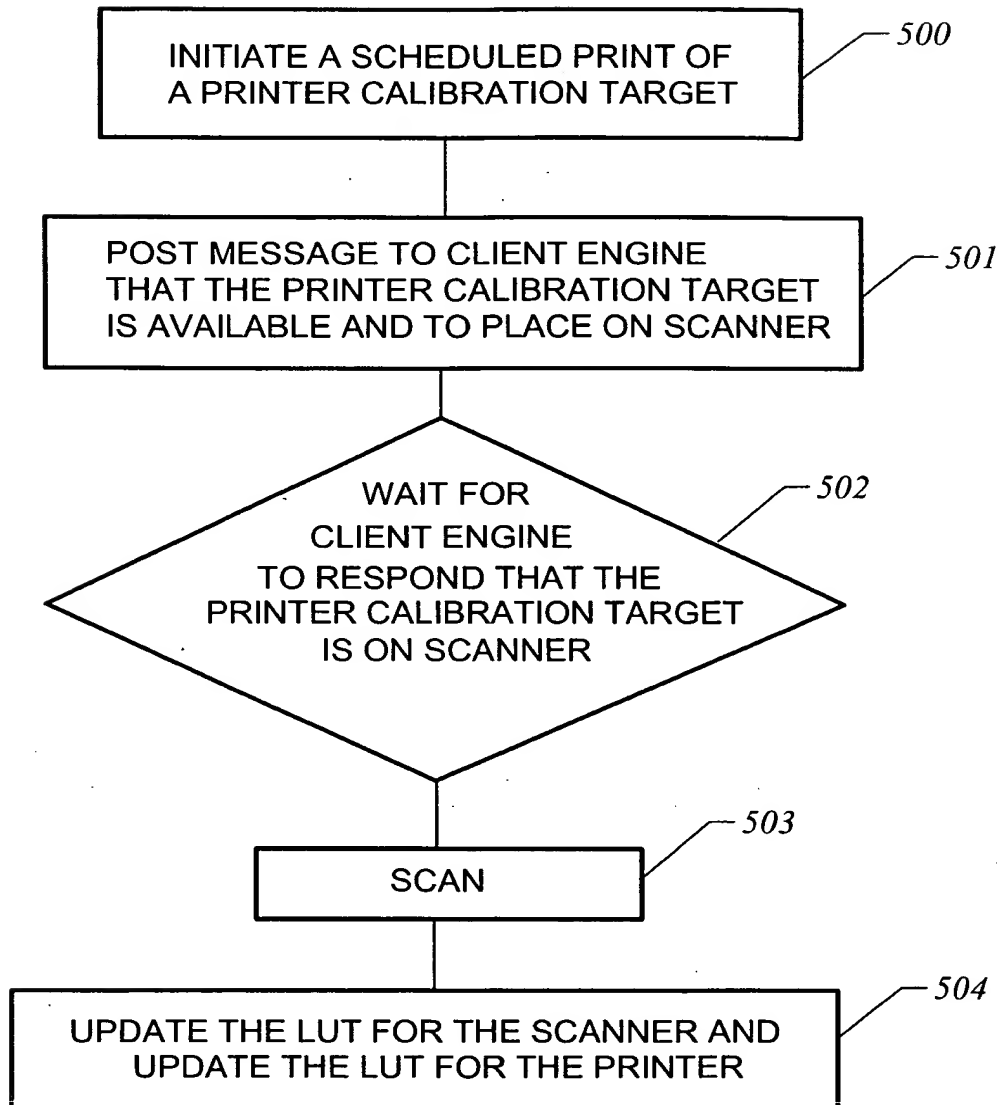 500
INITIATE A SCHEDULED PRINT OF
A PRINTER CALIBRATION TARGET
501
POST MESSAGE TO CLIENT ENGINE
THAT THE PRINTER CALIBRATION TARGET
IS AVAILABLE AND TO PLACE ON SCANNER
502
WAIT FOR
CLIENT ENGINE
TO RESPOND THAT THE
PRINTER CALIBRATION TARGET
IS ON SCANNER
503
SCAN
504
UPDATE THE LUT FOR THE SCANNER AND
UPDATE THE LUT FOR THE PRINTER